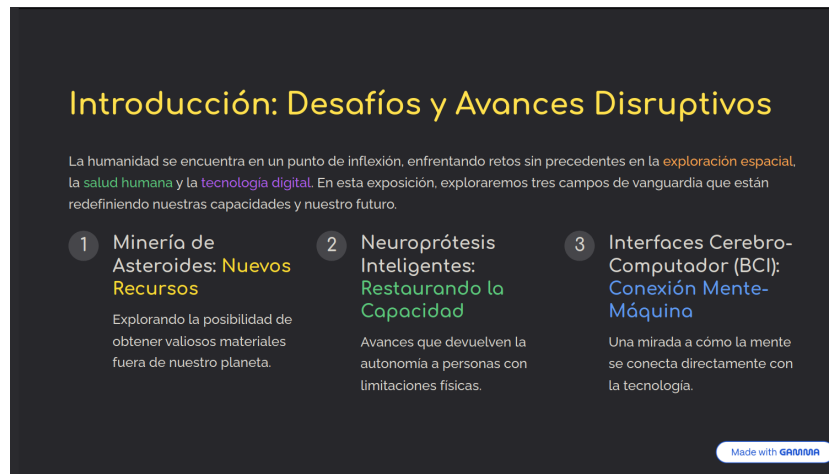 Introducción: Desafíos y Avances Disruptivos
La humanidad se encuentra en un punto de inflexión, enfrentando retos sin precedentes en la exploración espacial,
la salud humana y la tecnología digital. En esta exposición, exploraremos tres campos de vanguardia que están
redefiniendo nuestras capacidades y nuestro futuro.
1
Minería de
Asteroides: Nuevos
Recursos
Explorando la posibilidad de
obtener valiosos materiales
fuera de nuestro planeta.
2
Neuroprótesis
Inteligentes:
Restaurando la
Capacidad
Avances que devuelven la
autonomía a personas con
limitaciones físicas.
3
Interfaces Cerebro-
Computador (BCI):
Conexión Mente-
Máquina
Una mirada a cómo la mente
se conecta directamente con
la tecnología.
Made with GAMMA